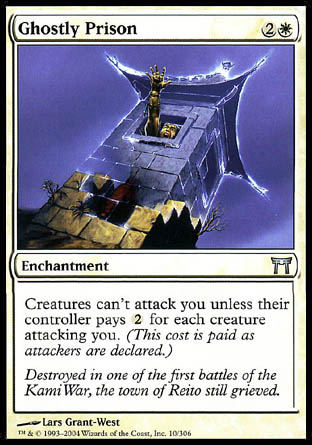 Ghostly Prison 2
Enchantment
Creatures can't attack you unless their
controller pays 2 for each creature
attacking you. (This cost is paid as
attackers are declared.)
Destroyed in one of the first battles of the
Kami War, the town of Reito still grieved.
Lars Grant-West
™ & © 1993–2004 Wizards of the Coast, Inc. 10/306